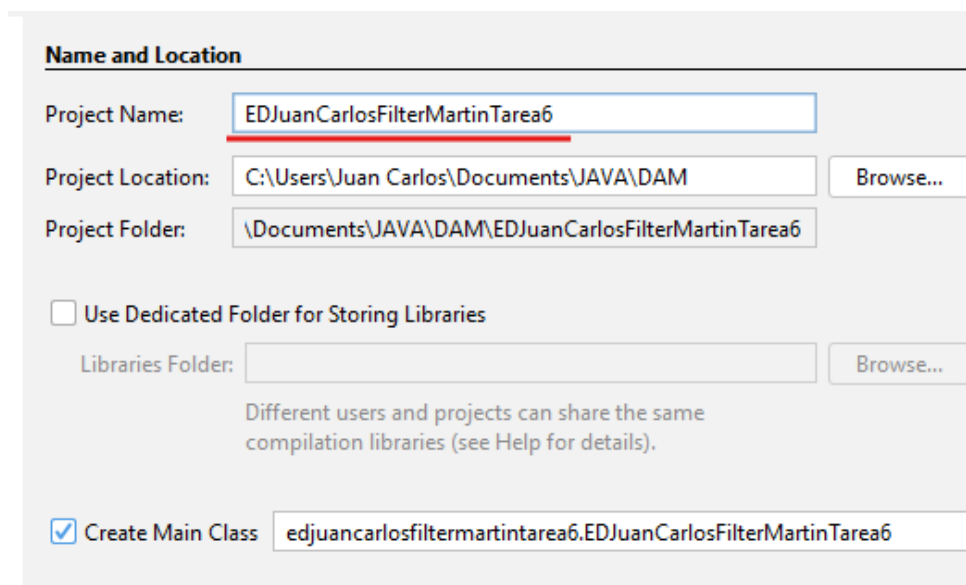 Name and Location
Project Name: EDJuanCarlosFilterMartinTarea6
Project Location: C:\Users\Juan Carlos\Documents\JAVA\DAM Browse...
Project Folder: \Documents\JAVA\DAM\EDJuanCarlosFilterMartinTarea6
Use Dedicated Folder for Storing Libraries
Libraries Folder: Browse...
Different users and projects can share the same
compilation libraries (see Help for details).
Create Main Class edjuancarlosfiltermartintarea6.EDJuanCarlosFilterMartinTarea6